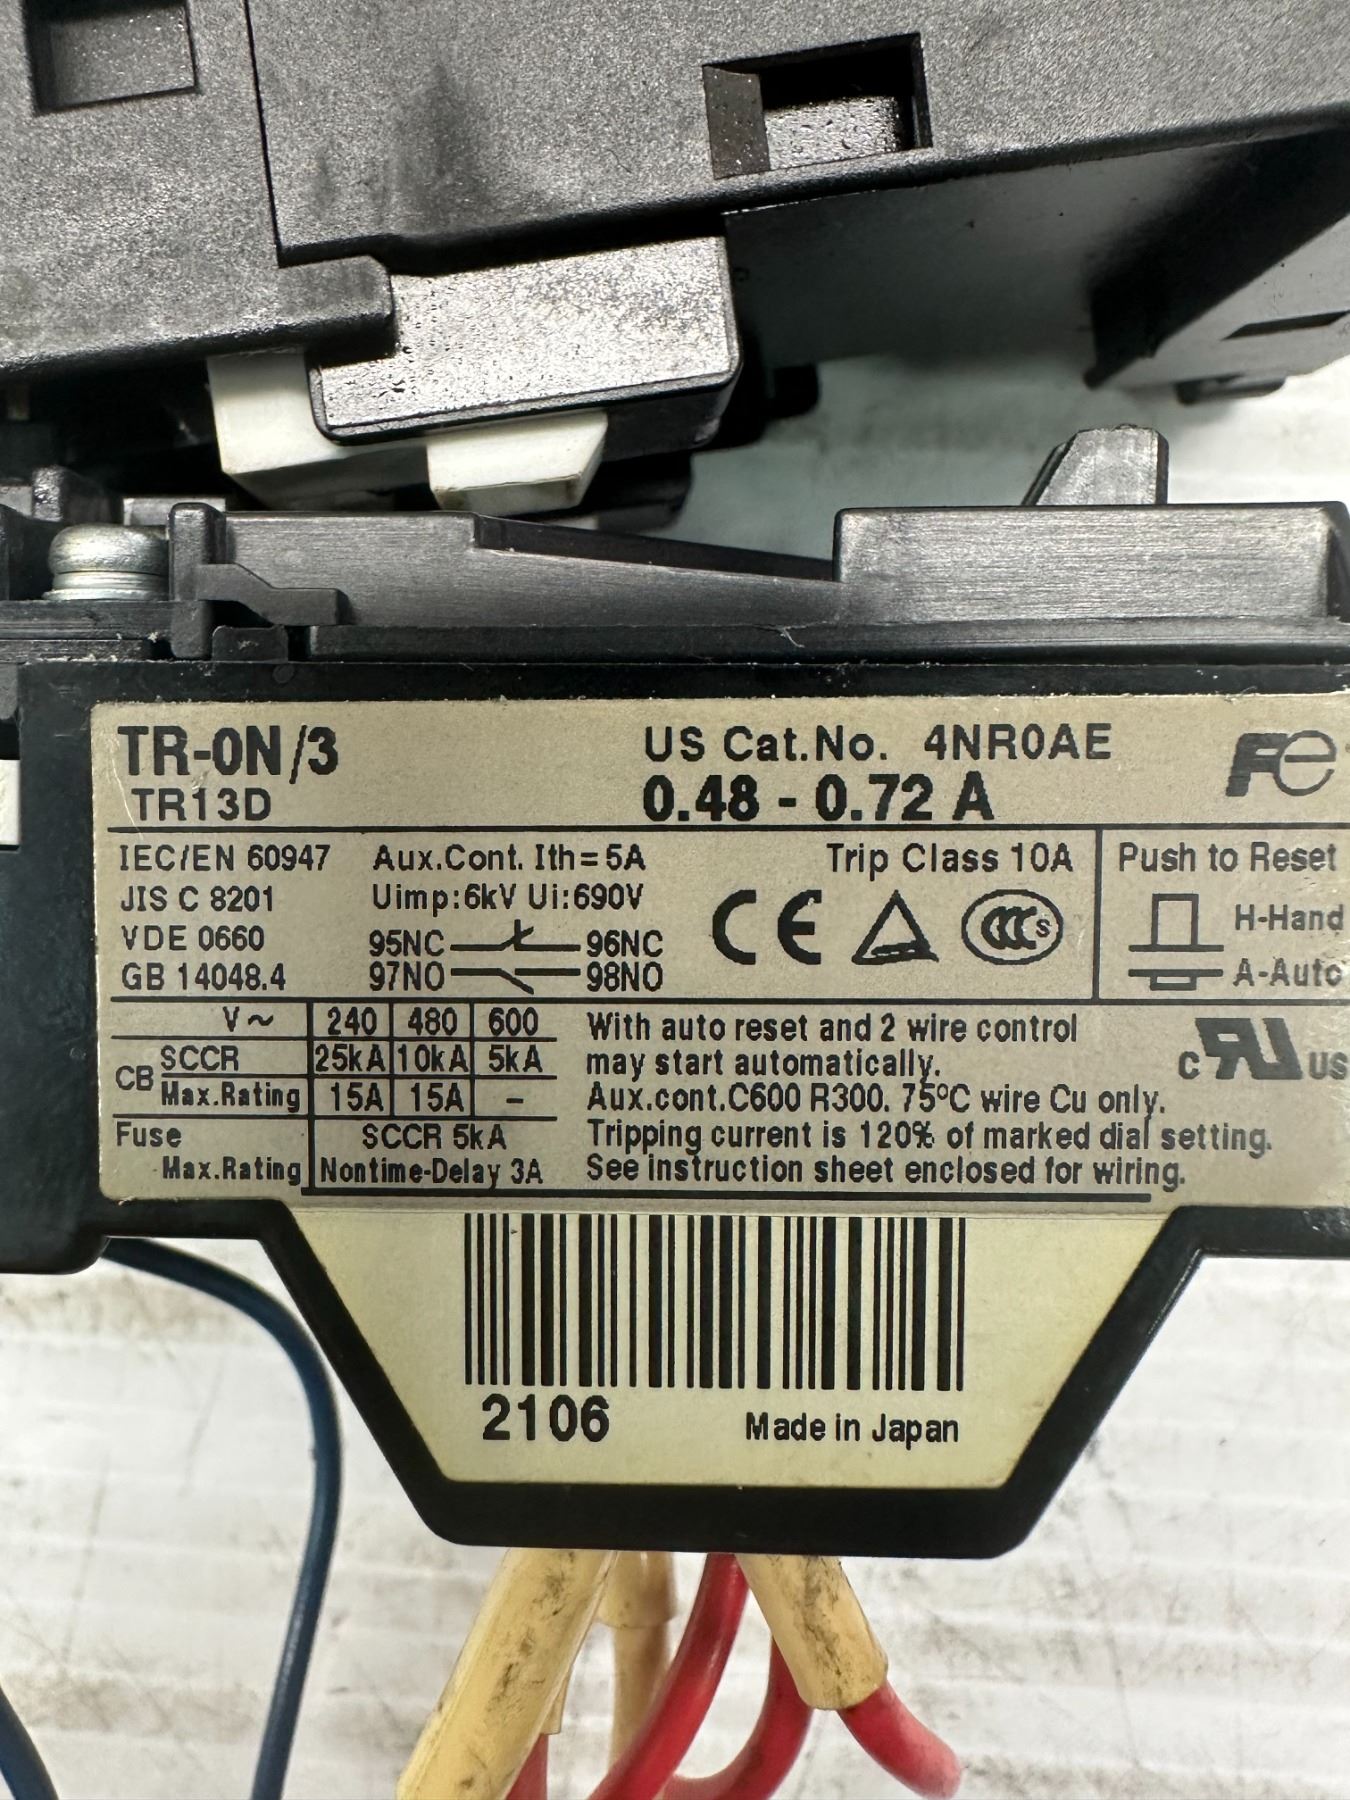 TR-0N/3 US Cat.No. 4NR0AE Fe
TR13D 0.48 - 0.72 A
IEC/EN 60947 Aux.Cont. Ith=5A Trip Class 10A Push to Reset
JIS C 8201 Uimp:6kV Ui:690V CE CCC S H-Hand
VDE 0660 95NC 96NC
GB 14048.4 97NO 98NO A-Auto
V~ 240 480 600 With auto reset and 2 wire control
CB SCCR 25kA 10kA 5kA may start automatically. c RU US
Max.Rating 15A 15A - Aux.cont.C600 R300. 75°C wire Cu only.
Fuse SCCR 5kA Tripping current is 120% of marked dial setting.
Max.Rating Nontime-Delay 3A See instruction sheet enclosed for wiring.
2106 Made in Japan